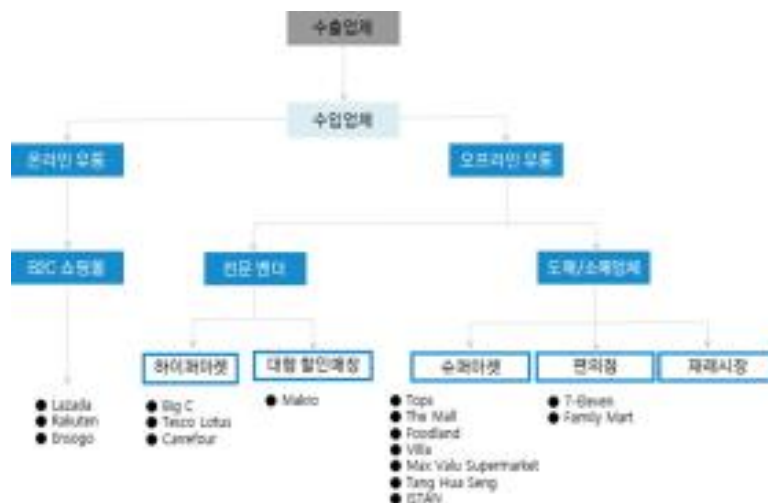 수출업체
수입업체
온라인 유통
오프라인 유통
B2C 쇼핑몰
전문 벤더
도매/소매업체
하이퍼마켓
대형 할인매장
슈퍼마켓
편의점
재래시장
● Lazada
● Rakuten
● Ensogo
● Big C
● Tesco Lotus
● Carrefour
● Makro
● Tops
● The Mall
● Foodland
● Villa
● Max Valu Supermarket
● Tang Hua Seng
● ISTAN
● 7-Eleven
● Family Mart